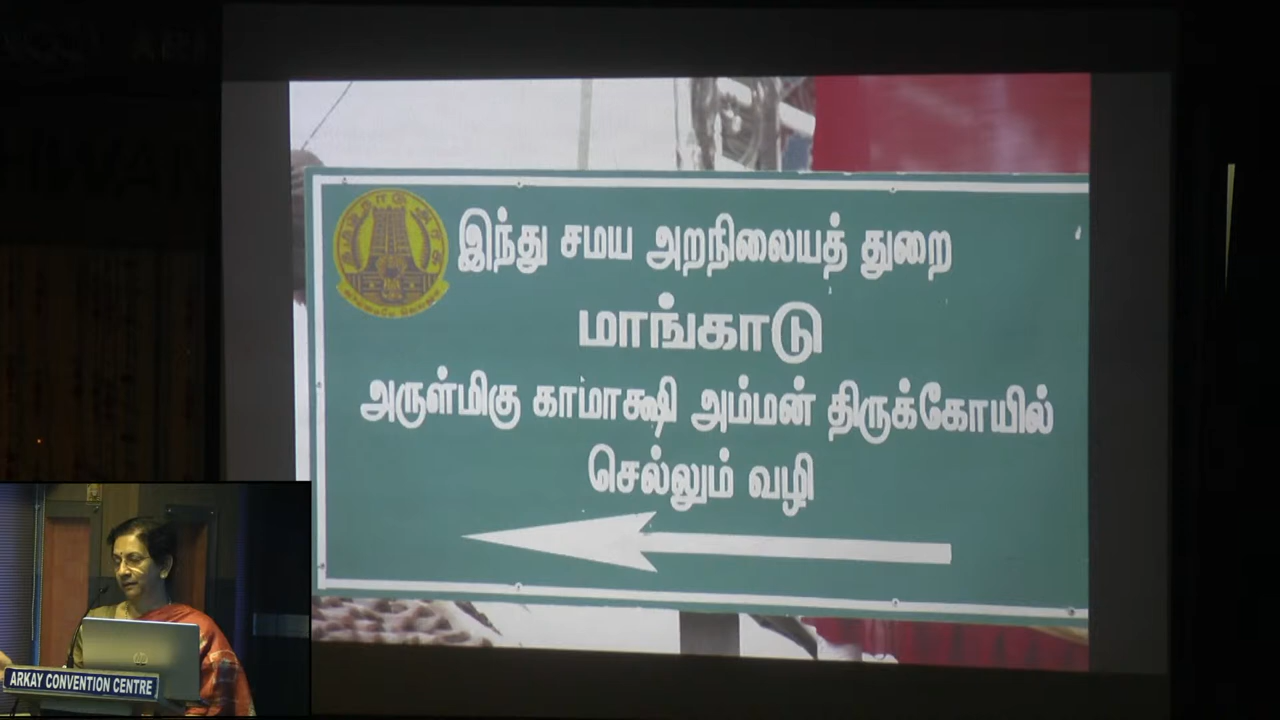 இந்து சமய அறநிலையத் துறை
மாங்காடு
அருள்மிகு காமாக்ஷி அம்மன் திருக்கோயில்
செல்லும் வழி
ARKAY CONVENTION CENTRE